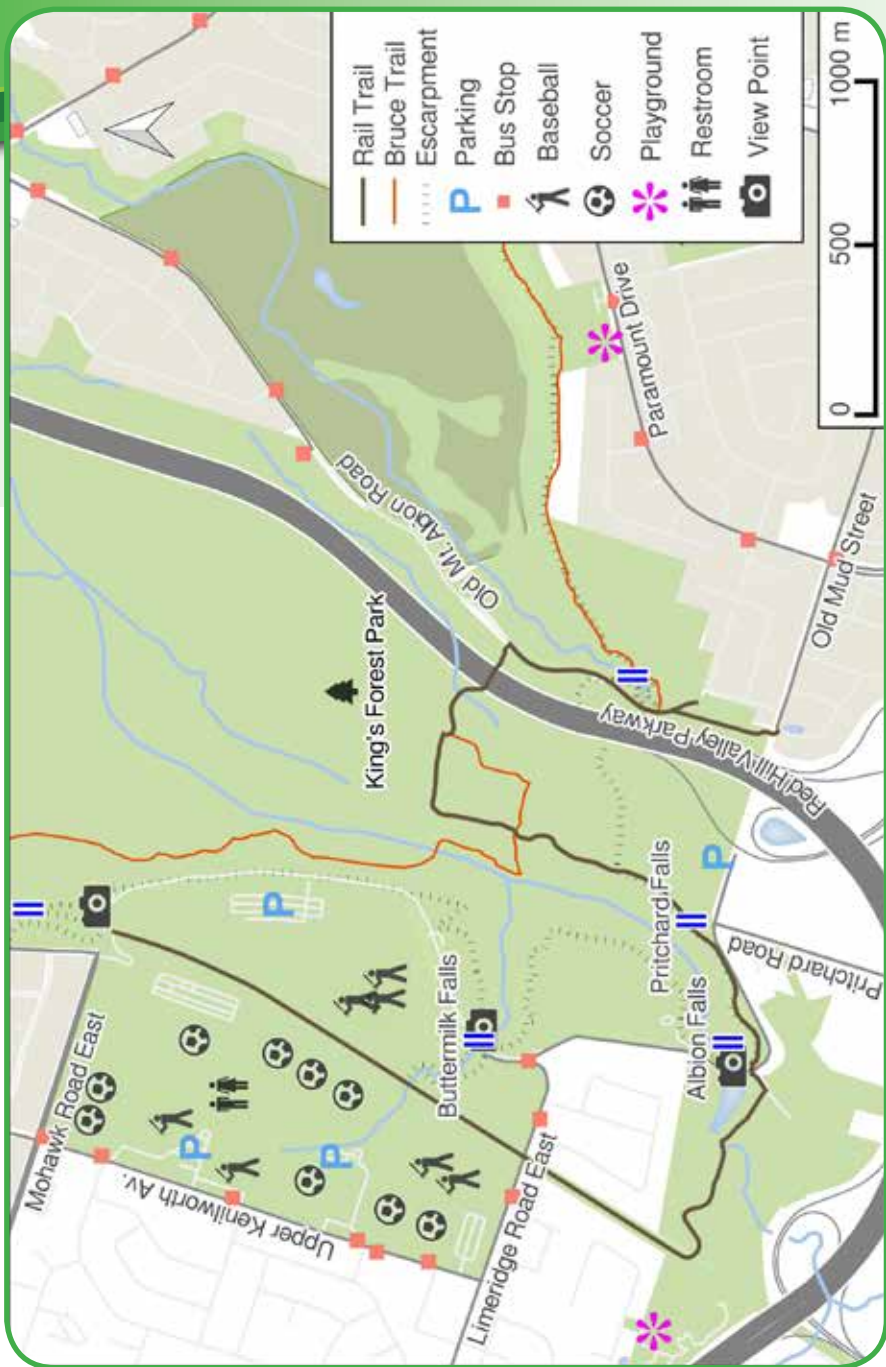 Rail Trail
Bruce Trail
Escarpment
P Parking
Bus Stop
Baseball
Soccer
Playground
Restroom
View Point
0 500 1000 m
Mohawk Road East
Upper Kenilworth Av.
Limeridge Road East
Buttermilk Falls
P
P
P
King's Forest Park
Old Mt. Albion Road
Paramount Drive
Old Mud Street
Red Hill Valley Parkway
Pritchard Falls
P
Albion Falls
Pritchard Road